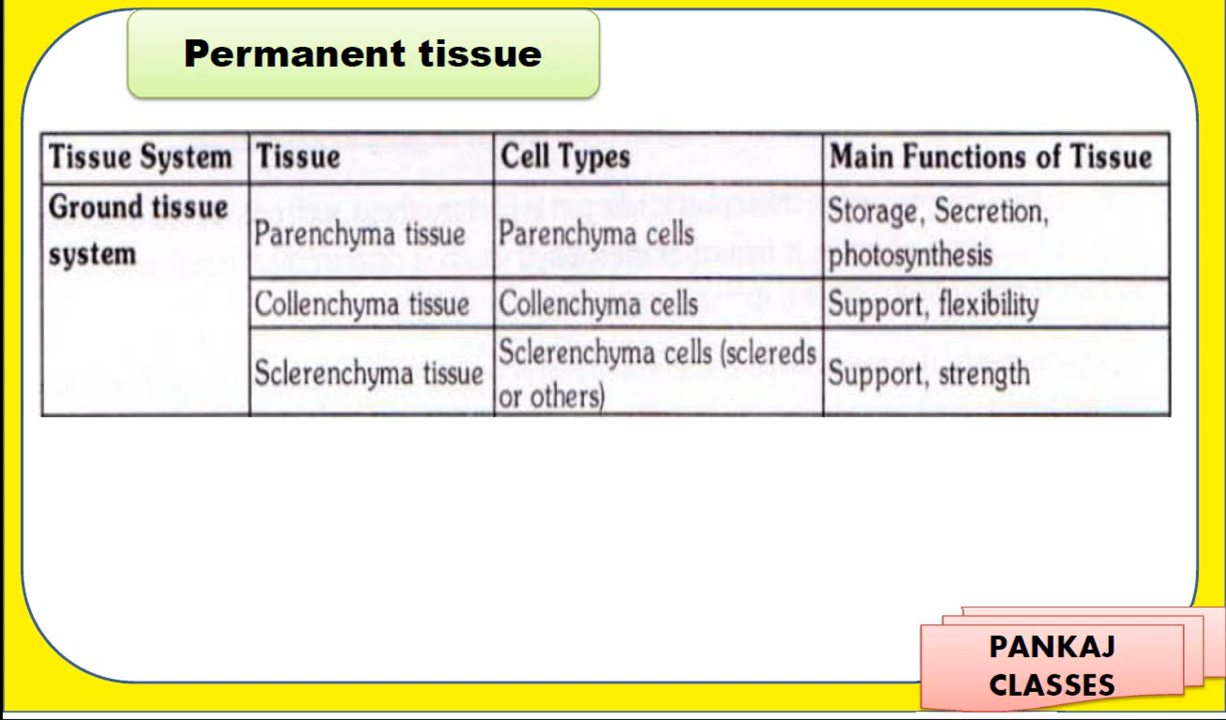 Permanent tissue
Tissue System Tissue Cell Types Main Functions of Tissue
Ground tissue system Parenchyma tissue Parenchyma cells Storage, Secretion, photosynthesis
Collenchyma tissue Collenchyma cells Support, flexibility
Sclerenchyma tissue Sclerenchyma cells (sclereds or others) Support, strength
PANKAJ
CLASSES